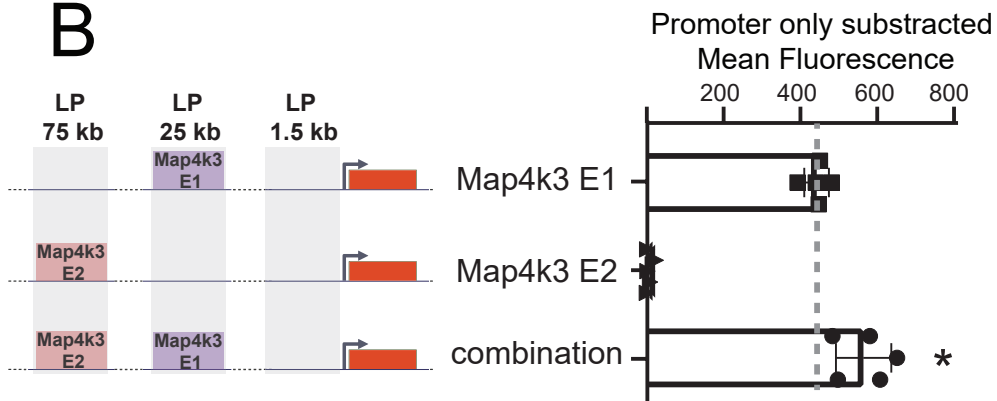 B
Promoter only substracted
Mean Fluorescence
200 400 600 800
LP LP LP
75 kb 25 kb 1.5 kb
Map4k3
E1
Map4k3 E1
Map4k3
E2
Map4k3 E2
Map4k3 Map4k3
E2 E1
combination
*